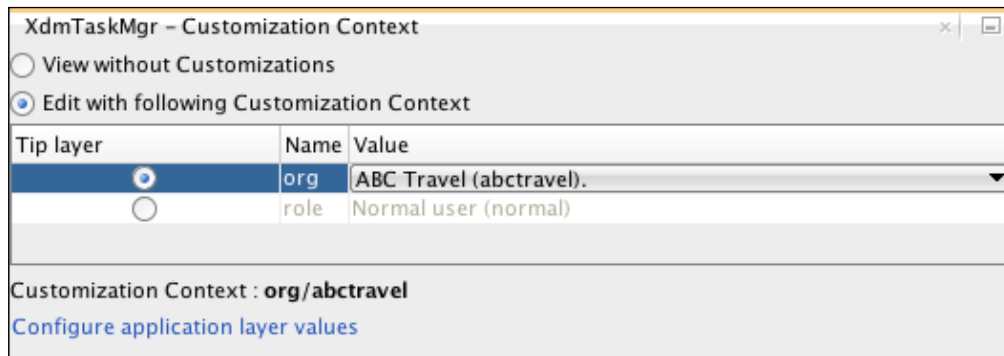 XdmTaskMgr – Customization Context
View without Customizations
Edit with following Customization Context
Tip layer Name Value
org ABC Travel (abctravel).
role Normal user (normal)
Customization Context : org/abctravel
Configure application layer values